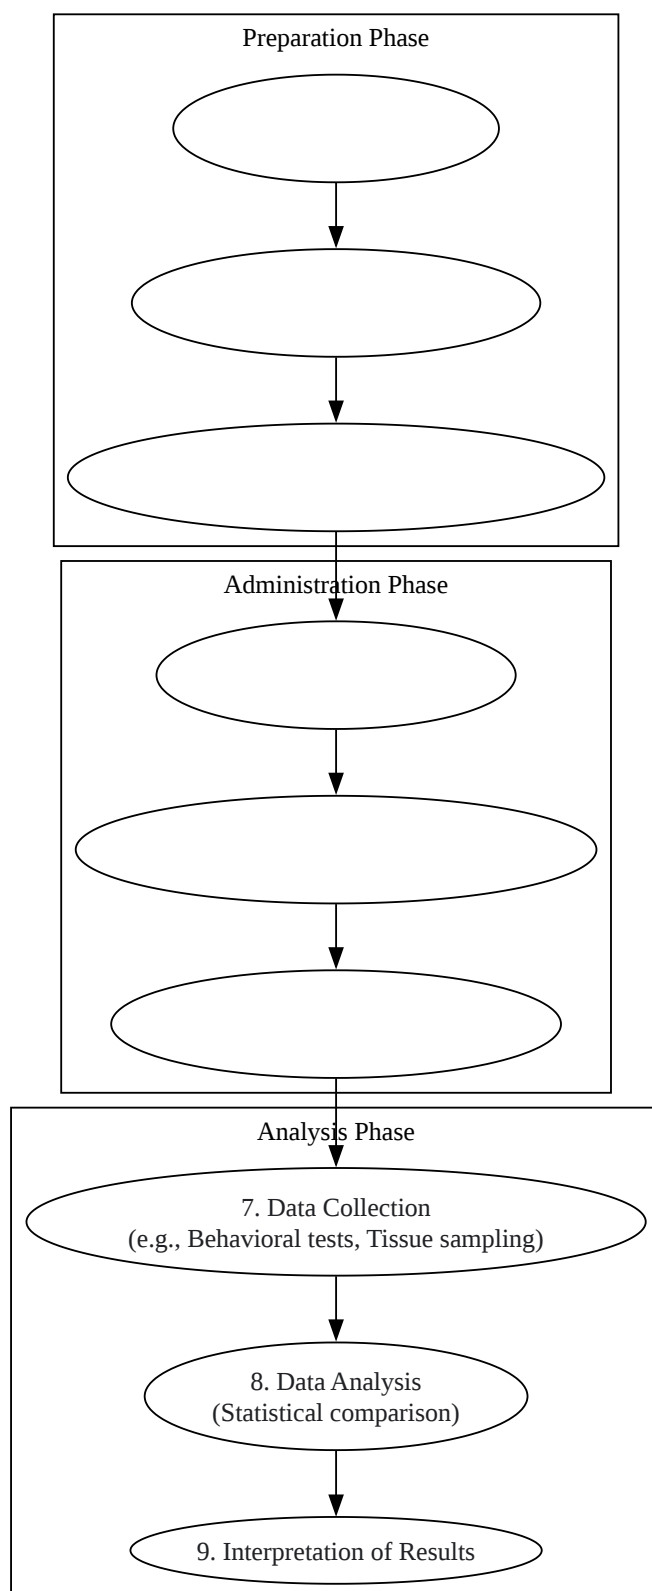 Preparation Phase
Administration Phase
Analysis Phase
7. Data Collection
(e.g., Behavioral tests, Tissue sampling)
8. Data Analysis
(Statistical comparison)
9. Interpretation of Results